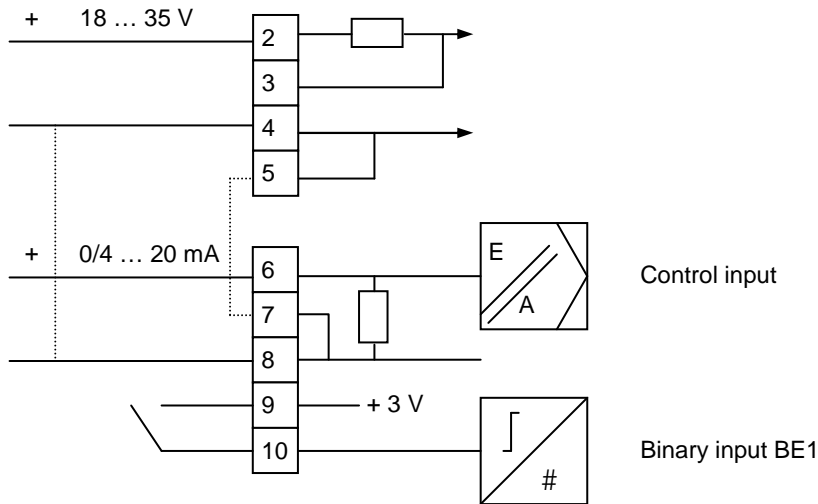 + 18 … 35 V
2
3
4
5
+ 0/4 … 20 mA
6
7
8
9
10
E
A
Control input
+ 3 V
#
Binary input BE1